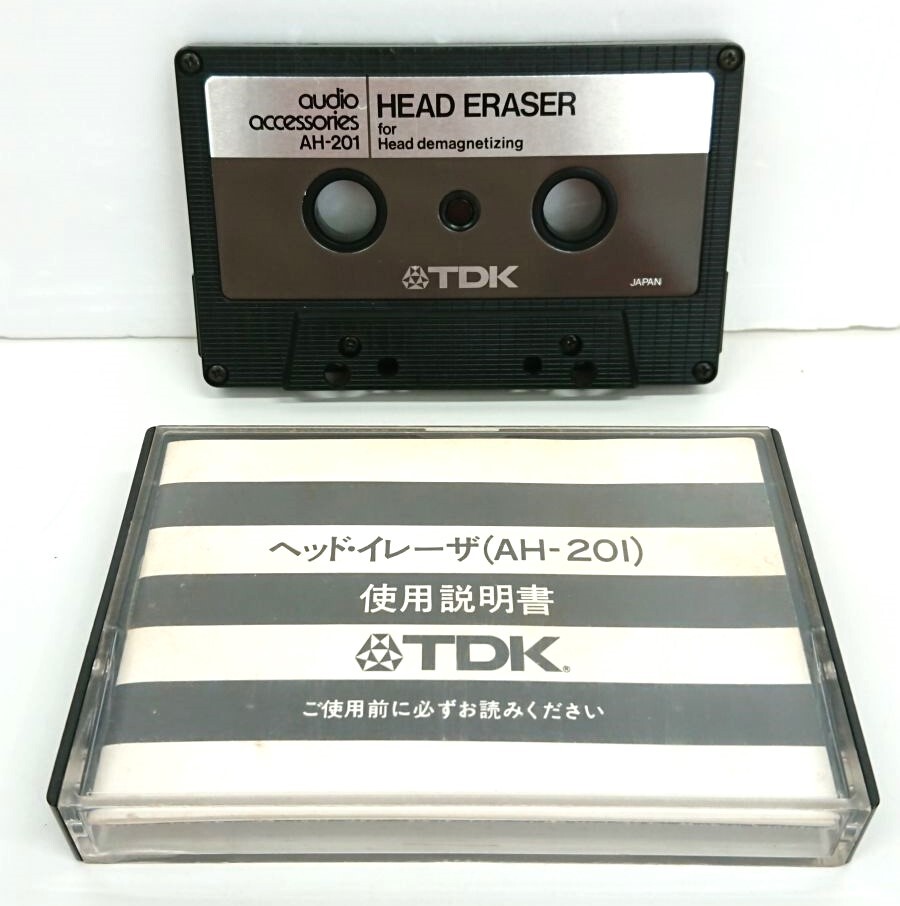 audio
accessories
AH-201
HEAD ERASER
for
Head demagnetizing
TDK
JAPAN
ヘッド・イレーザ(AH-201)
使用説明書
TDK®
ご使用前に必ずお読みください